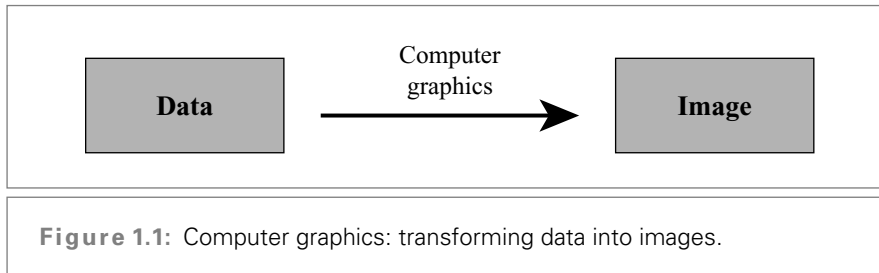 Computer
graphics
Data
Image
Figure 1.1: Computer graphics: transforming data into images.